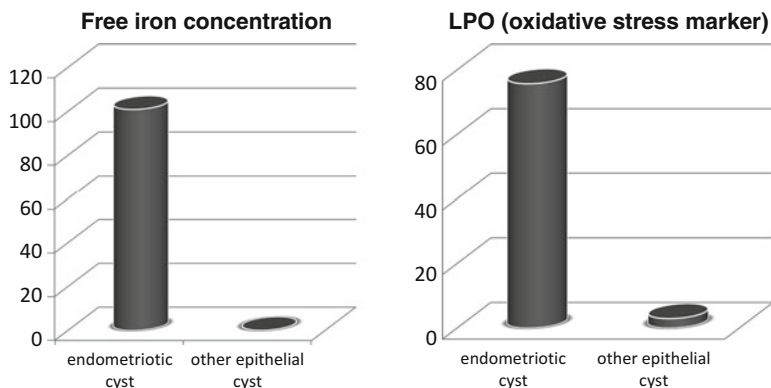 Free iron concentration
120
100
80
60
40
20
0
endometriotic
cyst
other epithelial
cyst
LPO (oxidative stress marker)
80
60
40
20
0
endometriotic
cyst
other epithelial
cyst